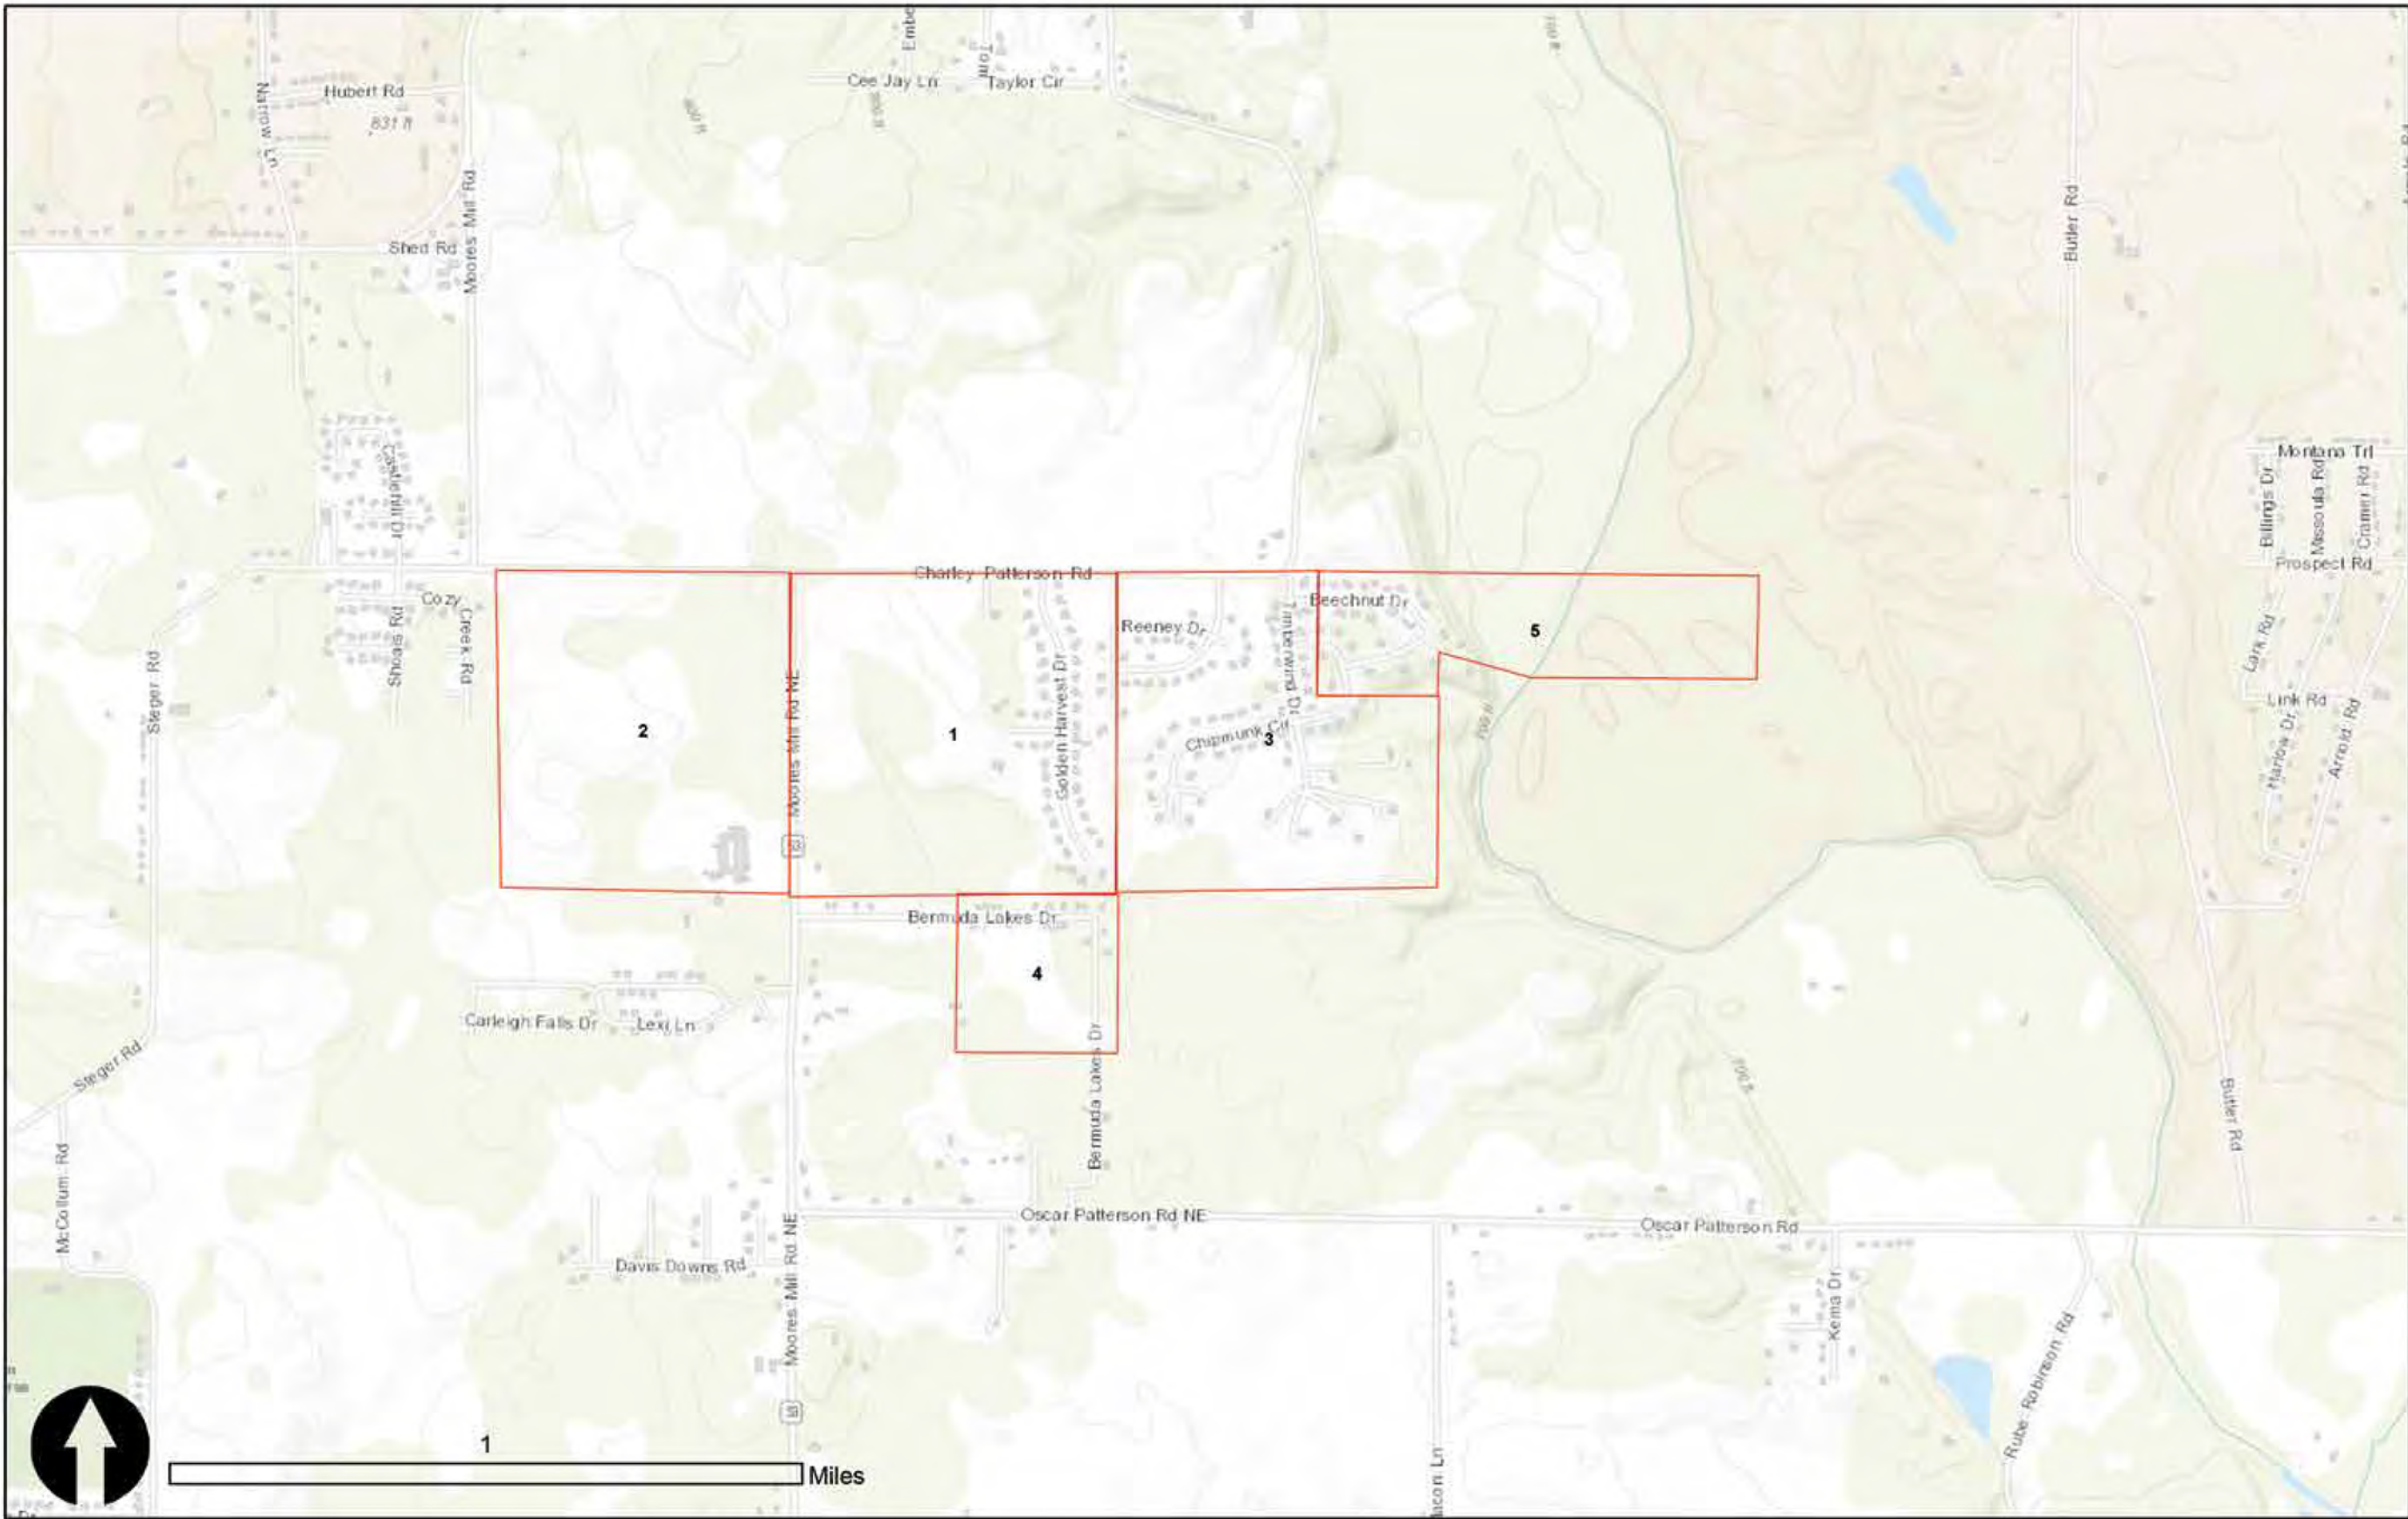 Hubert Rd
831 ft
Narrow Ln
Moores Mill Rd
Shed Rd
Cee Jay Ln
Tom
Taylor Cir
Butler Rd
Castlehill Dr
Cozy
Creek Rd
Shoals Rd
Steger Rd
Charley Patterson Rd
Beechnut Dr
Reeney Dr
Timberwind Dr
Golden Harvest Dr
Chipmunk Cir
Moores Mill Rd NE
2
1
3
5
700 ft
Montana Trl
Billings Dr
Missoula Rd
Cramer Rd
Prospect Rd
Lark Rd
Link Rd
Harlow Dr
Arnold Rd
Bermuda Lakes Dr
4
Carleigh Falls Dr
Lexi Ln
Steger Rd
Bermuda Lakes Dr
700 ft
Butler Rd
McCollum Rd
Oscar Patterson Rd NE
Oscar Patterson Rd
Davis Downs Rd
Moores Mill Rd NE
Kema Dr
Rube Robinson Rd
1
Miles